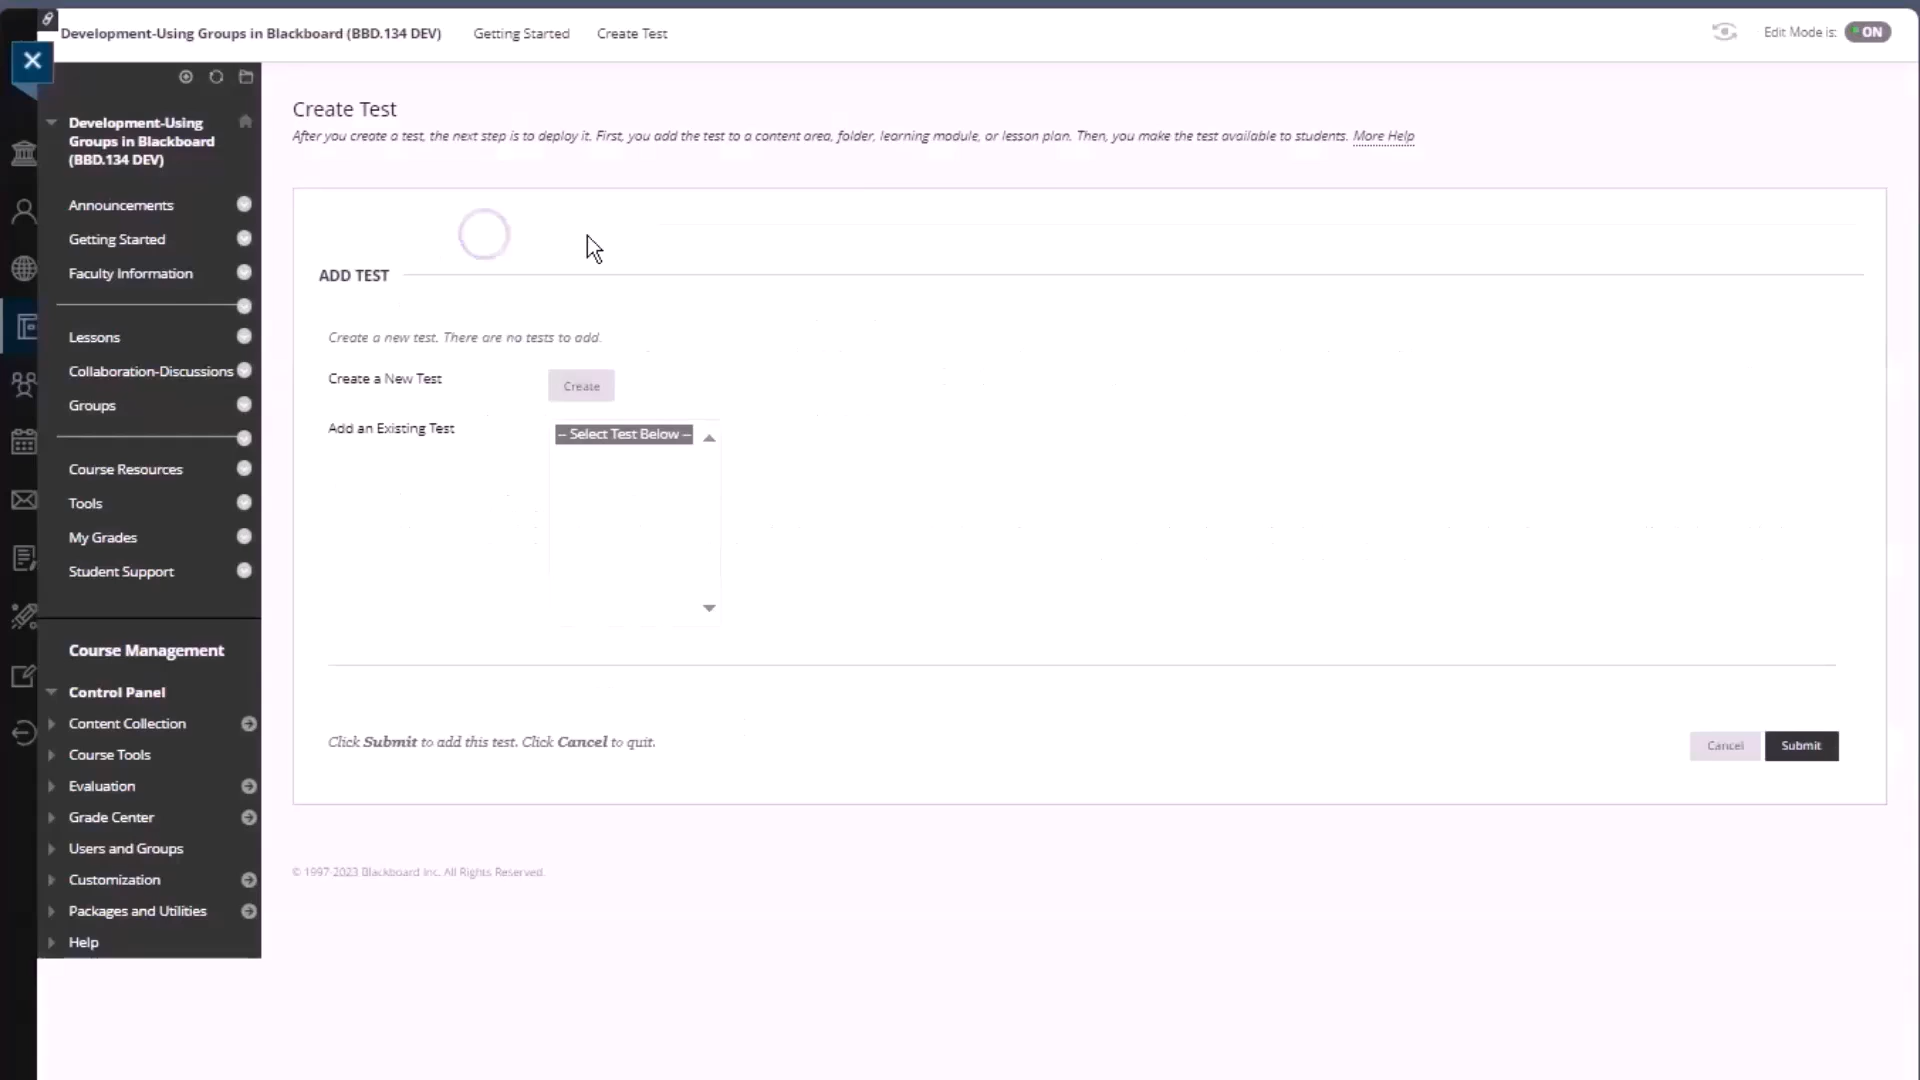 Development-Using Groups in Blackboard (BBD.134 DEV) Getting Started Create Test
Edit Mode is: ON
Development-Using
Groups in Blackboard
(BBD.134 DEV)
Announcements
Getting Started
Faculty Information
Lessons
Collaboration-Discussions
Groups
Course Resources
Tools
My Grades
Student Support
Course Management
Control Panel
Content Collection
Course Tools
Evaluation
Grade Center
Users and Groups
Customization
Packages and Utilities
Help
Create Test
After you create a test, the next step is to deploy it. First, you add the test to a content area, folder, learning module, or lesson plan. Then, you make the test available to students. More Help
ADD TEST
Create a new test. There are no tests to add.
Create a New Test
Create
Add an Existing Test
-- Select Test Below --
Click Submit to add this test. Click Cancel to quit.
Cancel
Submit
© 1997-2023 Blackboard Inc. All Rights Reserved.